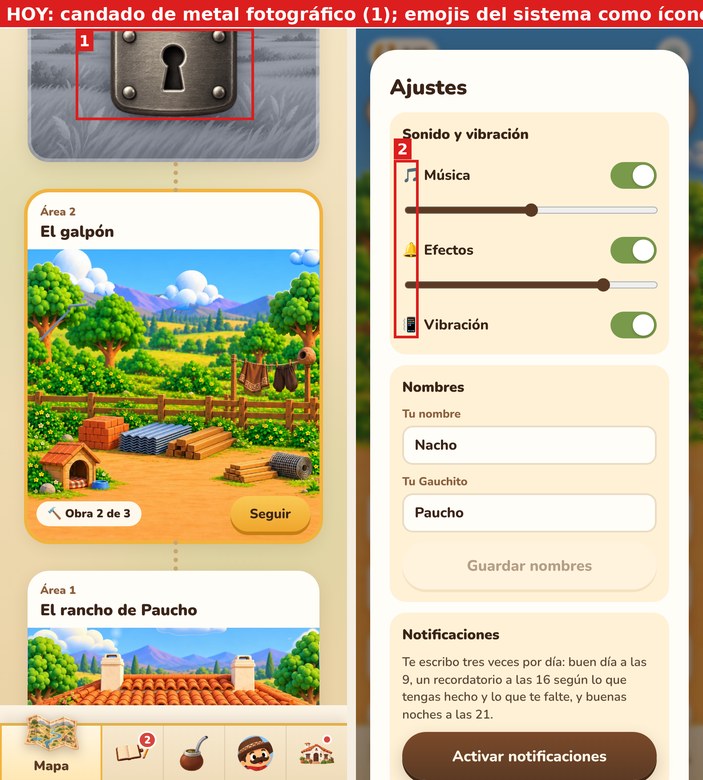 HOY: candado de metal fotográfico (1); emojis del sistema como ícono
1
Área 2
El galpón
Obra 2 de 3
Seguir
Área 1
El rancho de Paucho
Mapa
2
Ajustes
Sonido y vibración
2
Música
Efectos
Vibración
Nombres
Tu nombre
Nacho
Tu Gauchito
Paucho
Guardar nombres
Notificaciones
Te escribo tres veces por día: buen día a las
9, un recordatorio a las 16 según lo que
tengas hecho y lo que te falte, y buenas
noches a las 21.
Activar notificaciones